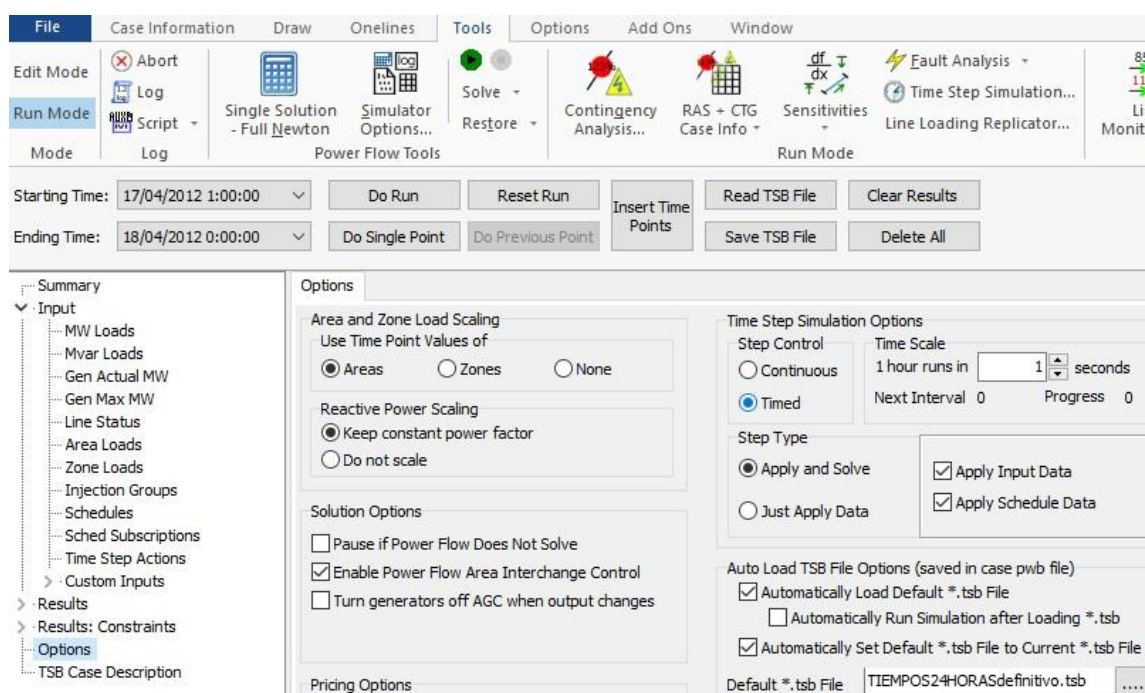 File Case Information Draw Onelines Tools Options Add Ons Window
Edit Mode
Run Mode
Mode
Abort
Log
Script
Log
Single Solution - Full Newton
Simulator Options...
Solve
Restore
Power Flow Tools
Contingency Analysis...
RAS + CTG Case Info
Sensitivities
Fault Analysis
Time Step Simulation...
Line Loading Replicator...
Run Mode
Starting Time: 17/04/2012 1:00:00 Do Run Reset Run Insert Time Points Read TSB File Clear Results
Ending Time: 18/04/2012 0:00:00 Do Single Point Do Previous Point Save TSB File Delete All
Summary
Input
MW Loads
Mvar Loads
Gen Actual MW
Gen Max MW
Line Status
Area Loads
Zone Loads
Injection Groups
Schedules
Sched Subscriptions
Time Step Actions
Custom Inputs
Results
Results: Constraints
Options
TSB Case Description
Options
Area and Zone Load Scaling
Use Time Point Values of
Areas Zones None
Reactive Power Scaling
Keep constant power factor
Do not scale
Solution Options
Pause if Power Flow Does Not Solve
Enable Power Flow Area Interchange Control
Turn generators off AGC when output changes
Pricing Options
Time Step Simulation Options
Step Control
Continuous
Timed
Time Scale
1 hour runs in 1 seconds
Next Interval 0 Progress 0
Step Type
Apply and Solve
Just Apply Data
Apply Input Data
Apply Schedule Data
Auto Load TSB File Options (saved in case pwb file)
Automatically Load Default *.tsb File
Automatically Run Simulation after Loading *.tsb
Automatically Set Default *.tsb File to Current *.tsb File
Default *.tsb File TIEMPOS24HORASdefinitivo.tsb ....